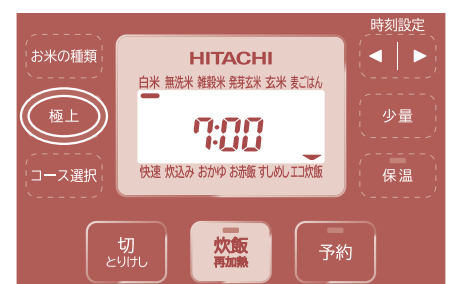 時刻設定
お米の種類
HITACHI
白米 無洗米 雑穀米 発芽玄米 玄米 麦ごはん
極上
7:00
少量
快速 炊込み おかゆ お赤飯 すしめし エコ炊飯
コース選択
保温
切
とりけし
炊飯
再加熱
予約